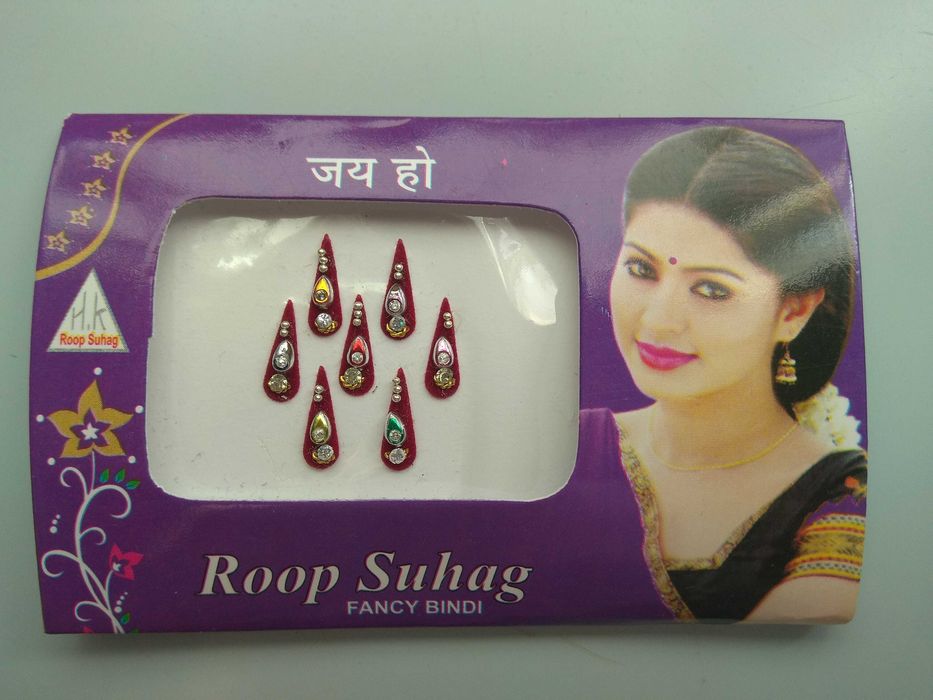 जय हो
H.K
Roop Suhag
Roop Suhag
FANCY BINDI